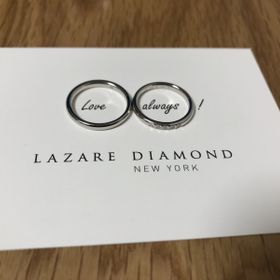 Love always !
LAZARE DIAMOND
NEW YORK